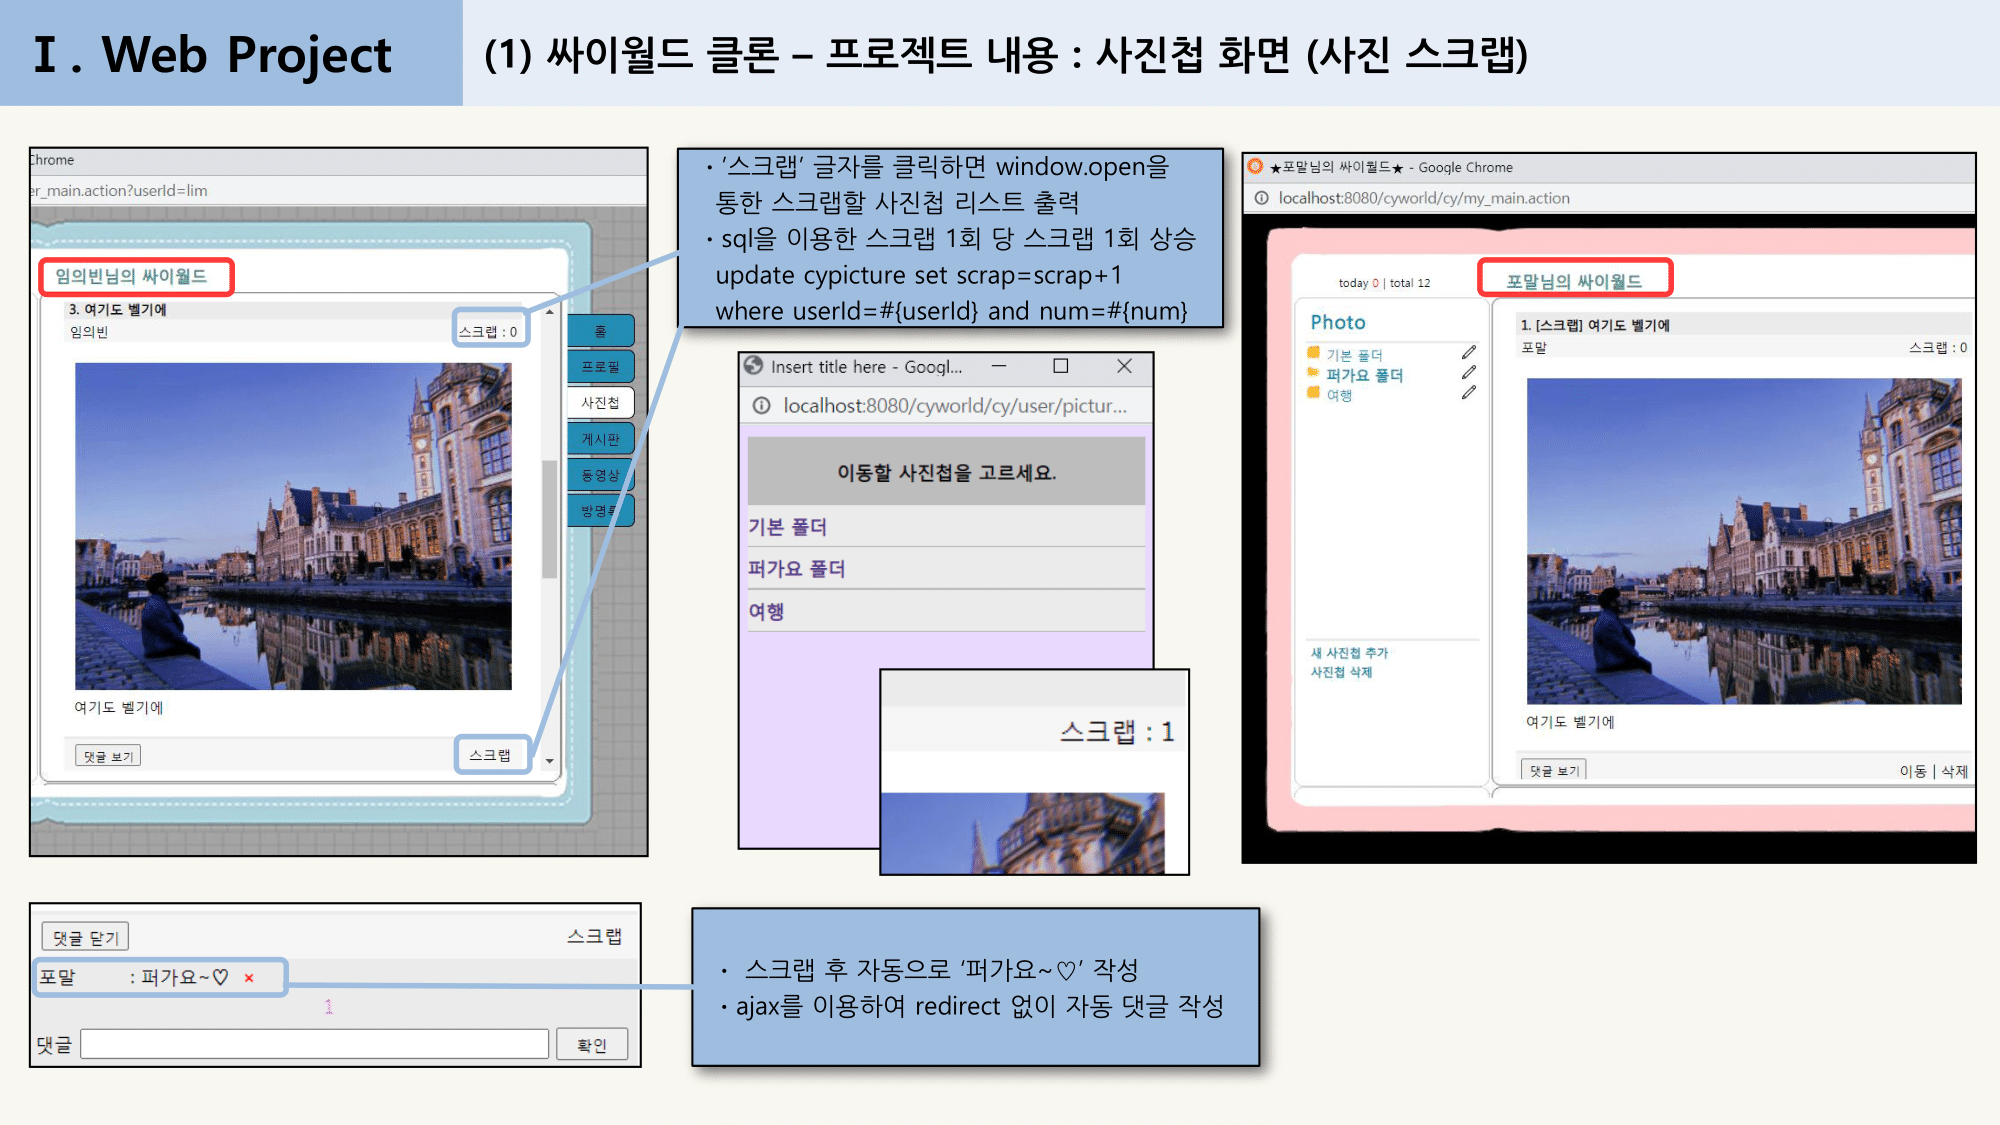 Ⅰ. Web Project
(1) 싸이월드 클론 – 프로젝트 내용 : 사진첩 화면 (사진 스크랩)
Chrome
er_main.action?userId=lim
임의빈님의 싸이월드
3. 여기도 벨기에
임의빈
스크랩 : 0
홈
프로필
사진첩
게시판
동영상
방명록
여기도 벨기에
댓글 보기
스크랩
· ‘스크랩’ 글자를 클릭하면 window.open을
통한 스크랩할 사진첩 리스트 출력
· sql을 이용한 스크랩 1회 당 스크랩 1회 상승
update cypicture set scrap=scrap+1
where userId=#{userId} and num=#{num}
Insert title here - Googl...
localhost:8080/cyworld/cy/user/pictur...
이동할 사진첩을 고르세요.
기본 폴더
퍼가요 폴더
여행
스크랩 : 1
★포말님의 싸이월드★ - Google Chrome
localhost:8080/cyworld/cy/my_main.action
today 0 | total 12
포말님의 싸이월드
Photo
기본 폴더
퍼가요 폴더
여행
새 사진첩 추가
사진첩 삭제
1. [스크랩] 여기도 벨기에
포말
스크랩 : 0
여기도 벨기에
댓글 보기
이동 | 삭제
댓글 닫기
스크랩
포말 : 퍼가요~♡ ×
1
댓글
확인
· 스크랩 후 자동으로 ‘퍼가요~♡’ 작성
· ajax를 이용하여 redirect 없이 자동 댓글 작성